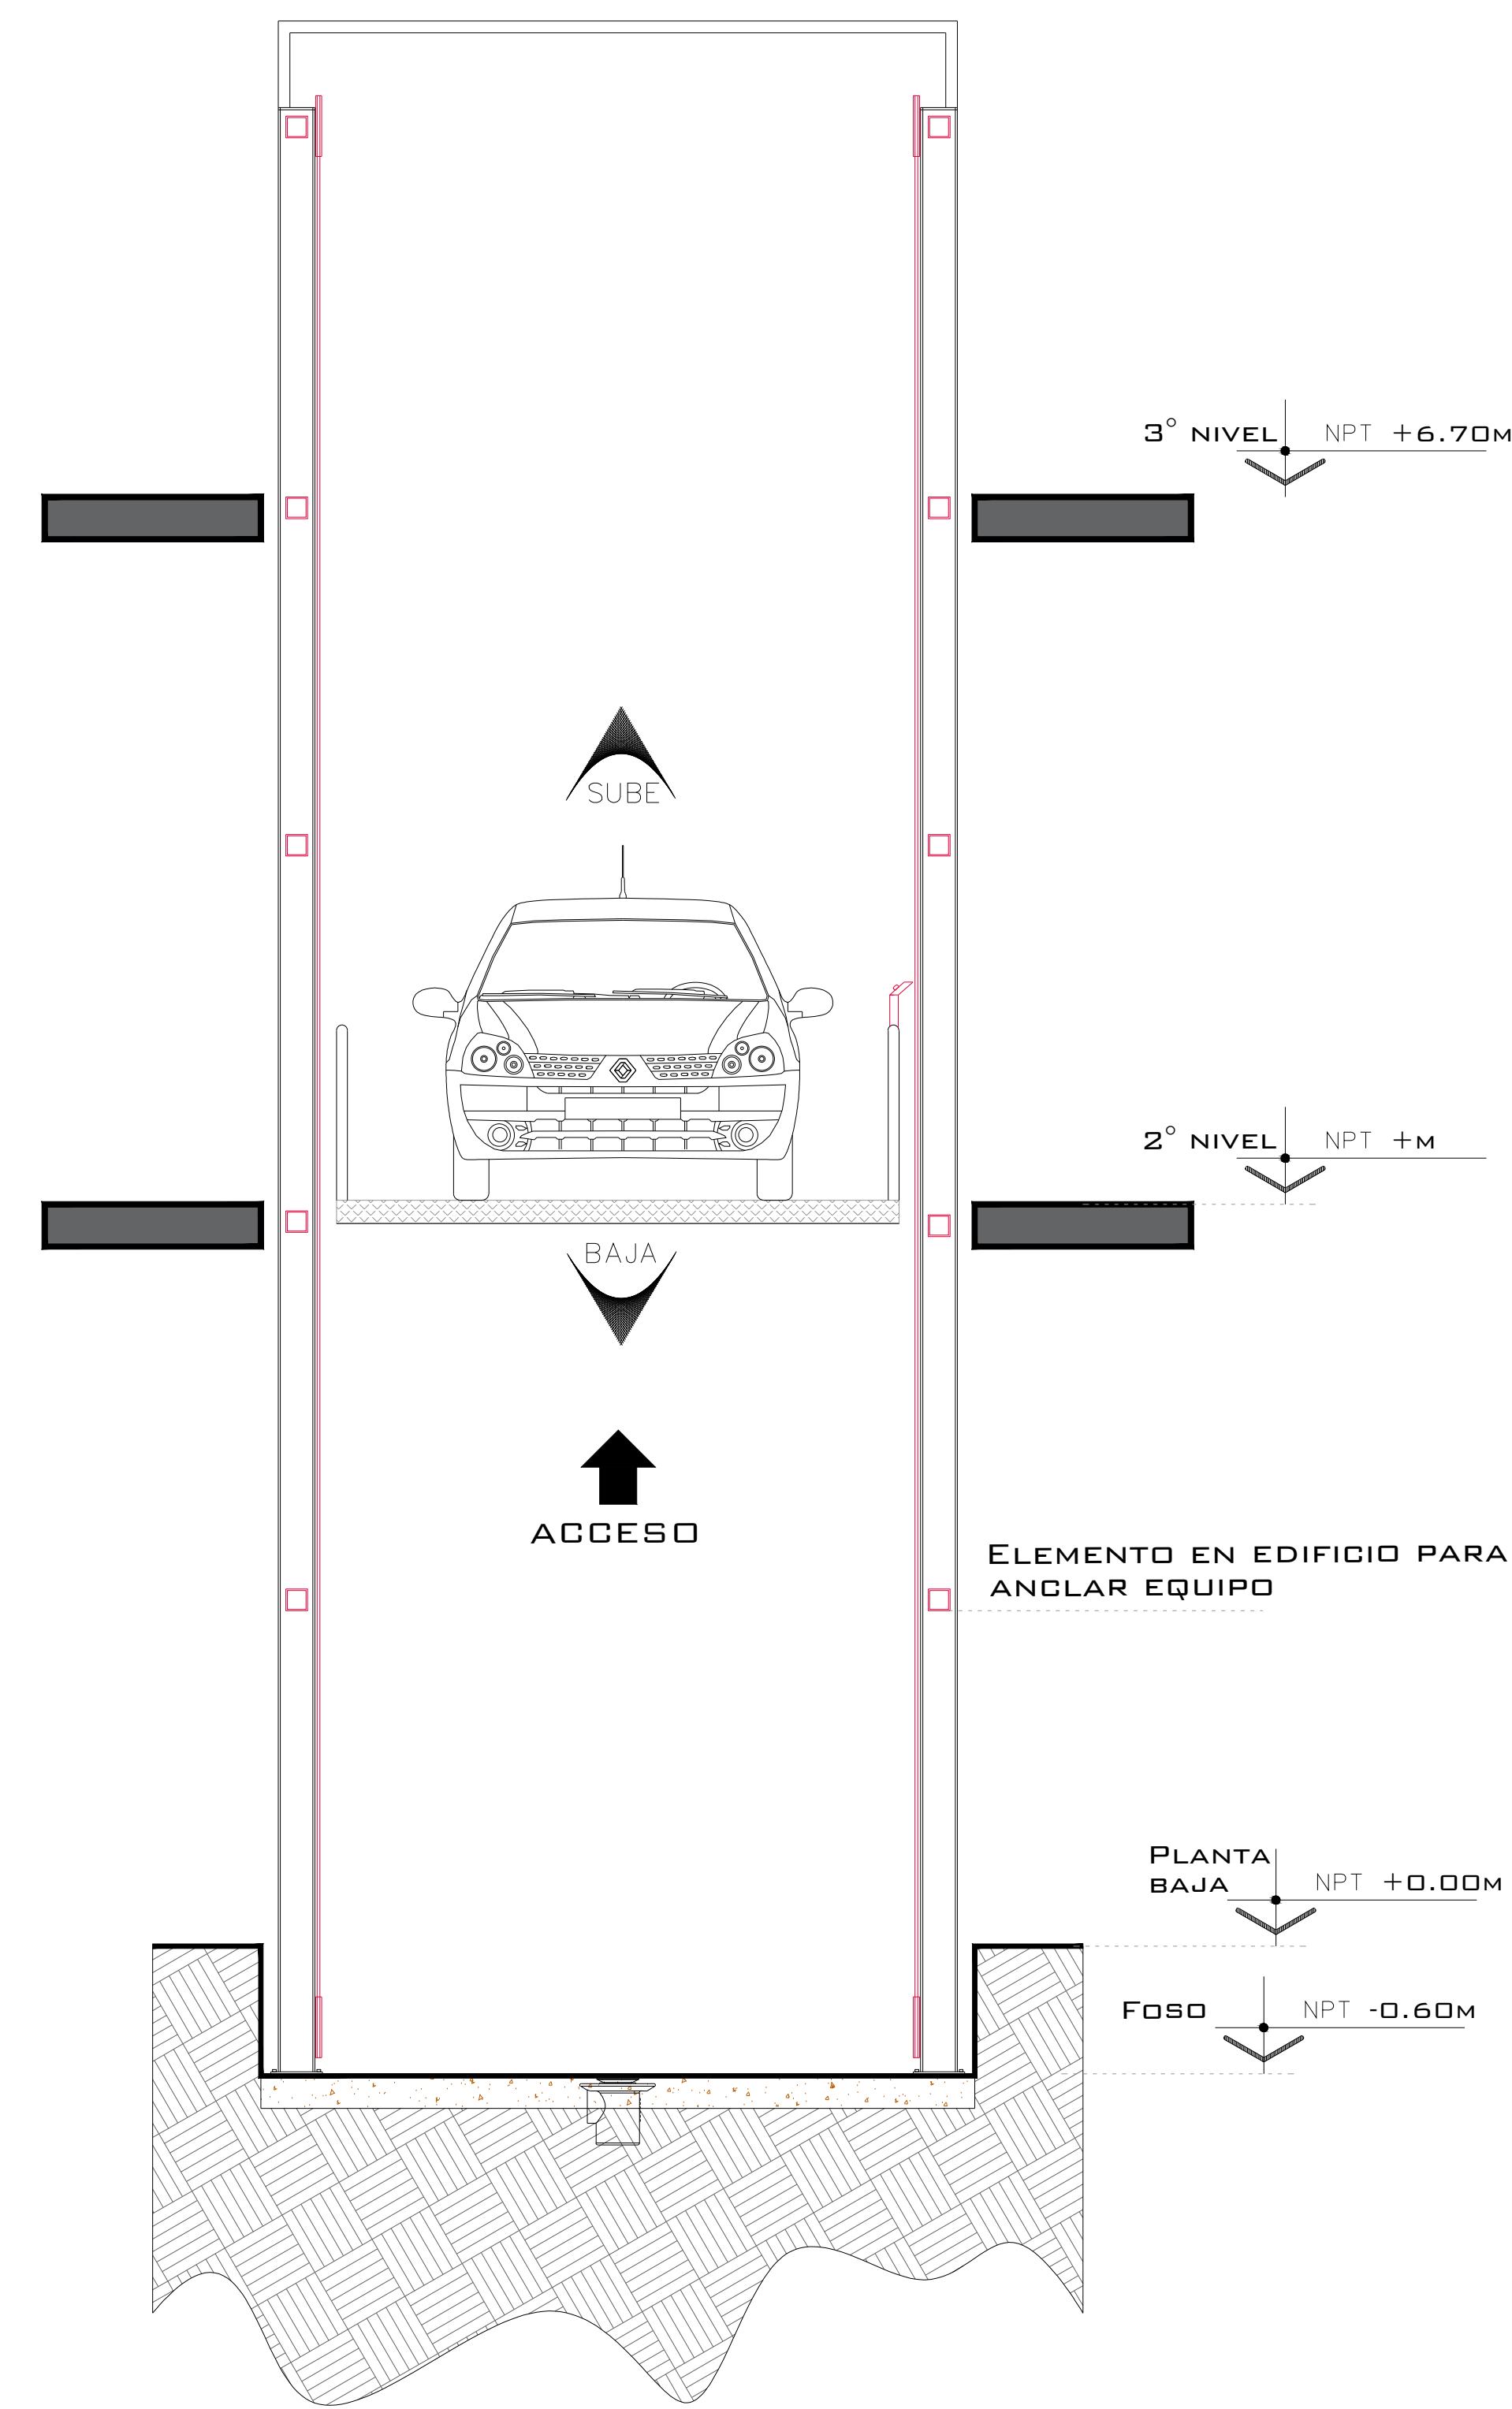 3° NIVEL NPT +6.70M
SUBE
2° NIVEL NPT +M
BAJA
ACCESO
ELEMENTO EN EDIFICIO PARA
ANCLAR EQUIPO
PLANTA
BAJA NPT +0.00M
FOSO NPT -0.60M